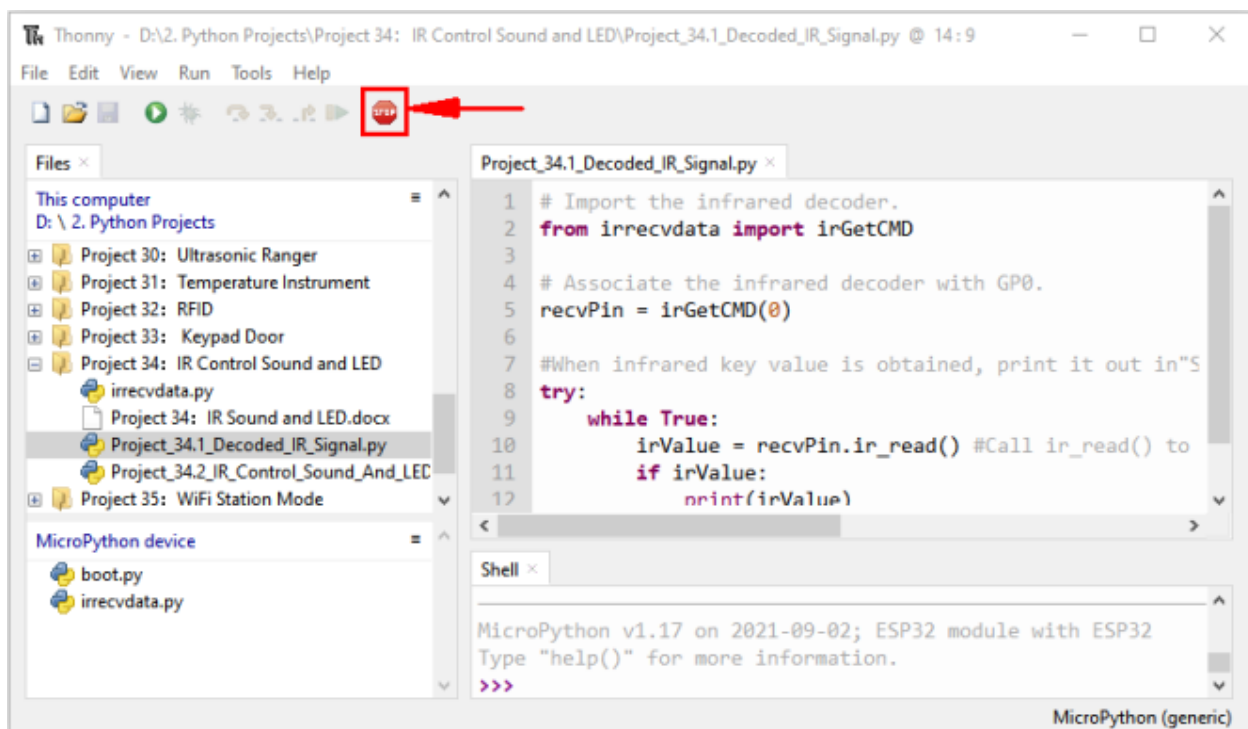 Thonny - D:\2. Python Projects\Project 34: IR Control Sound and LED\Project_34.1_Decoded_IR_Signal.py @ 14:9
File Edit View Run Tools Help
STOP
Files
This computer
D: \ 2. Python Projects
Project 30: Ultrasonic Ranger
Project 31: Temperature Instrument
Project 32: RFID
Project 33: Keypad Door
Project 34: IR Control Sound and LED
irrecvdata.py
Project 34: IR Sound and LED.docx
Project_34.1_Decoded_IR_Signal.py
Project_34.2_IR_Control_Sound_And_LED
Project 35: WiFi Station Mode
MicroPython device
boot.py
irrecvdata.py
Project_34.1_Decoded_IR_Signal.py
1 # Import the infrared decoder.
2 from irrecvdata import irGetCMD
3
4 # Associate the infrared decoder with GP0.
5 recvPin = irGetCMD(0)
6
7 #When infrared key value is obtained, print it out in"S
8 try:
9 while True:
10 irValue = recvPin.ir_read() #Call ir_read() to
11 if irValue:
12 print(irValue)
Shell
MicroPython v1.17 on 2021-09-02; ESP32 module with ESP32
Type "help()" for more information.
>>>
MicroPython (generic)